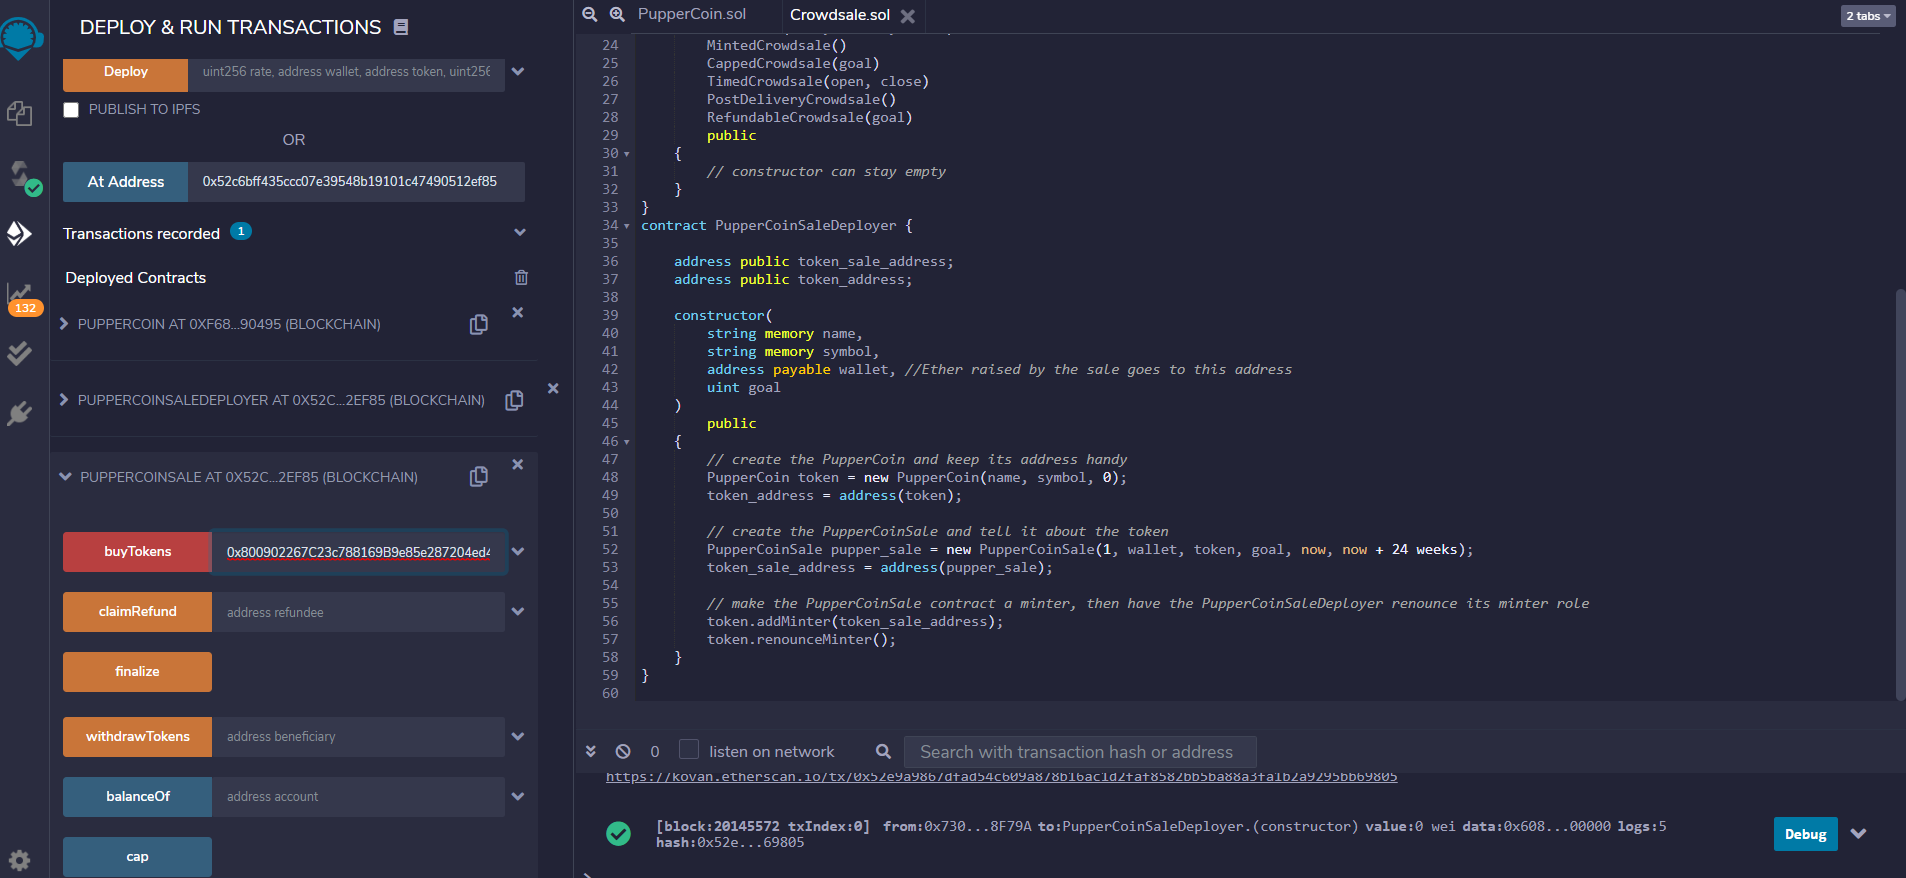 DEPLOY & RUN TRANSACTIONS
Deploy
uint256 rate, address wallet, address token, uint256
PUBLISH TO IPFS
OR
At Address
0x52c6bff435ccc07e39548b19101c47490512ef85
Transactions recorded 1
Deployed Contracts
132
PUPPERCOIN AT 0XF68...90495 (BLOCKCHAIN)
PUPPERCOINSALEDEPLOYER AT 0X52C...2EF85 (BLOCKCHAIN)
PUPPERCOINSALE AT 0X52C...2EF85 (BLOCKCHAIN)
buyTokens
0x800902267C23c788169B9e85e287204ed4
claimRefund
address refundee
finalize
withdrawTokens
address beneficiary
balanceOf
address account
cap
PupperCoin.sol
Crowdsale.sol
2 tabs
24 MintedCrowdsale()
25 CappedCrowdsale(goal)
26 TimedCrowdsale(open, close)
27 PostDeliveryCrowdsale()
28 RefundableCrowdsale(goal)
29 public
30 {
31 // constructor can stay empty
32 }
33 }
34 contract PupperCoinSaleDeployer {
35
36 address public token_sale_address;
37 address public token_address;
38
39 constructor(
40 string memory name,
41 string memory symbol,
42 address payable wallet, //Ether raised by the sale goes to this address
43 uint goal
44 )
45 public
46 {
47 // create the PupperCoin and keep its address handy
48 PupperCoin token = new PupperCoin(name, symbol, 0);
49 token_address = address(token);
50
51 // create the PupperCoinSale and tell it about the token
52 PupperCoinSale pupper_sale = new PupperCoinSale(1, wallet, token, goal, now, now + 24 weeks);
53 token_sale_address = address(pupper_sale);
54
55 // make the PupperCoinSale contract a minter, then have the PupperCoinSaleDeployer renounce its minter role
56 token.addMinter(token_sale_address);
57 token.renounceMinter();
58 }
59 }
60
0
listen on network
Search with transaction hash or address
https://kovan.etherscan.io/tx/0x52e9a9867dfad54c609a878b16ac1d2faf8582bb5ba88a3fa1b2a9295bb69805
[block:20145572 txIndex:0] from:0x730...8F79A to:PupperCoinSaleDeployer.(constructor) value:0 wei data:0x608...00000 logs:5
hash:0x52e...69805
Debug